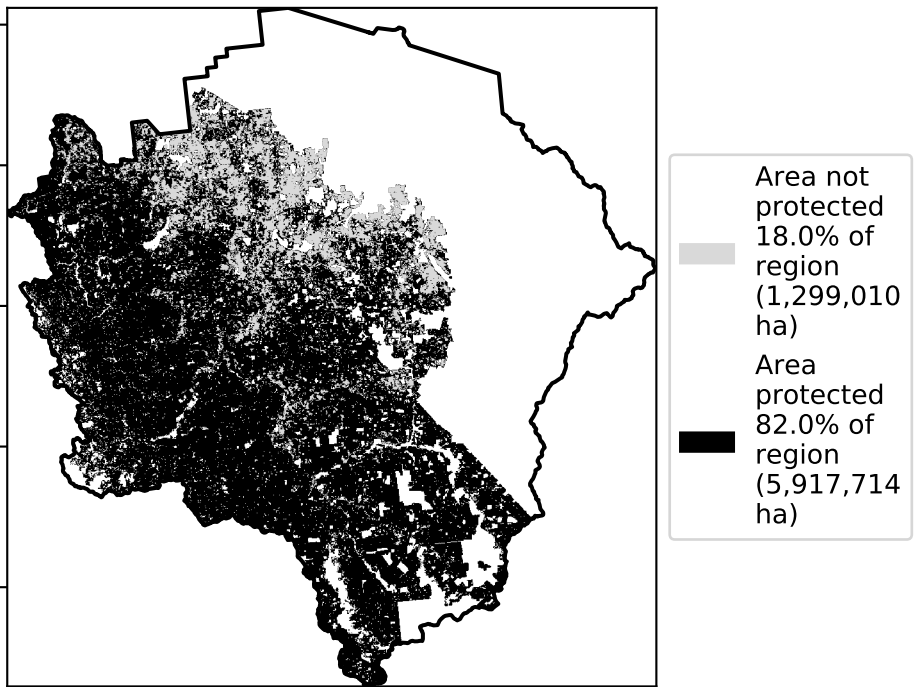 Area not
protected
18.0% of
region
(1,299,010
ha)
Area
protected
82.0% of
region
(5,917,714
ha)